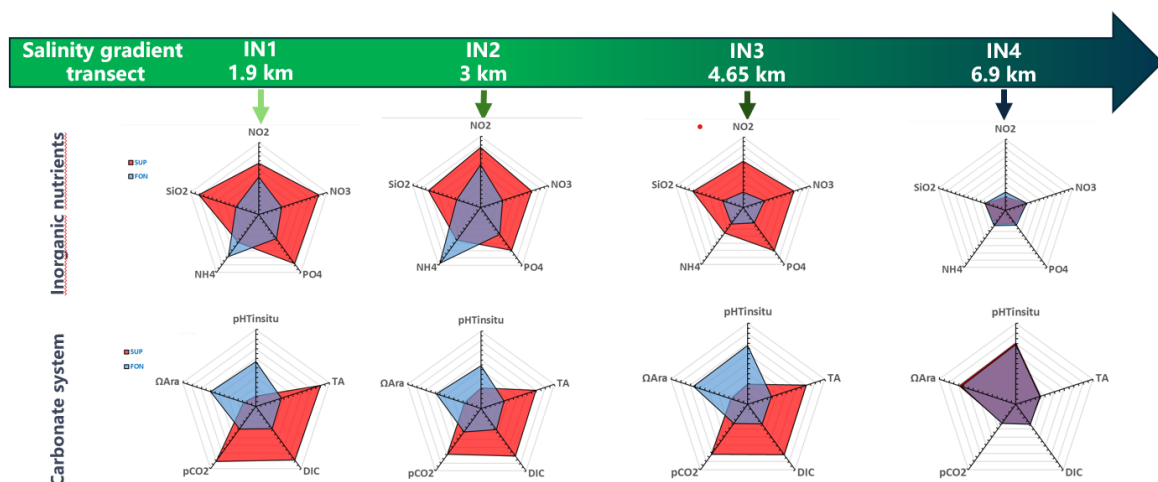 Salinity gradient
transect
IN1
1.9 km
IN2
3 km
IN3
4.65 km
IN4
6.9 km
Inorganic nutrients
SUP
FON
NO2
NO3
PO4
NH4
SiO2
NO2
NO3
PO4
NH4
SiO2
NO2
NO3
PO4
NH4
SiO2
NO2
NO3
PO4
NH4
SiO2
Carbonate system
SUP
FON
pHTinsitu
TA
DIC
pCO2
ΩAra
pHTinsitu
TA
DIC
pCO2
ΩAra
pHTinsitu
TA
DIC
pCO2
ΩAra
pHTinsitu
TA
DIC
pCO2
ΩAra